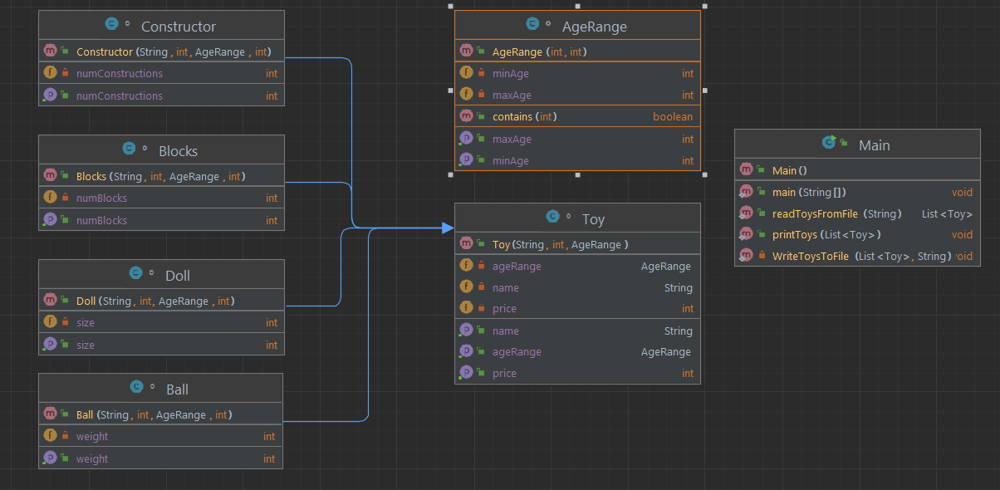 Constructor
Constructor (String, int, AgeRange, int)
numConstructions int
numConstructions int
Blocks
Blocks (String, int, AgeRange, int)
numBlocks int
numBlocks int
Doll
Doll (String, int, AgeRange, int)
size int
size int
Ball
Ball (String, int, AgeRange, int)
weight int
weight int
AgeRange
AgeRange (int, int)
minAge int
maxAge int
contains (int) boolean
maxAge int
minAge int
Toy
Toy(String, int, AgeRange)
ageRange AgeRange
name String
price int
name String
ageRange AgeRange
price int
Main
Main()
main (String[]) void
readToysFromFile (String) List<Toy>
printToys (List<Toy>) void
WriteToysToFile (List<Toy>, String) void